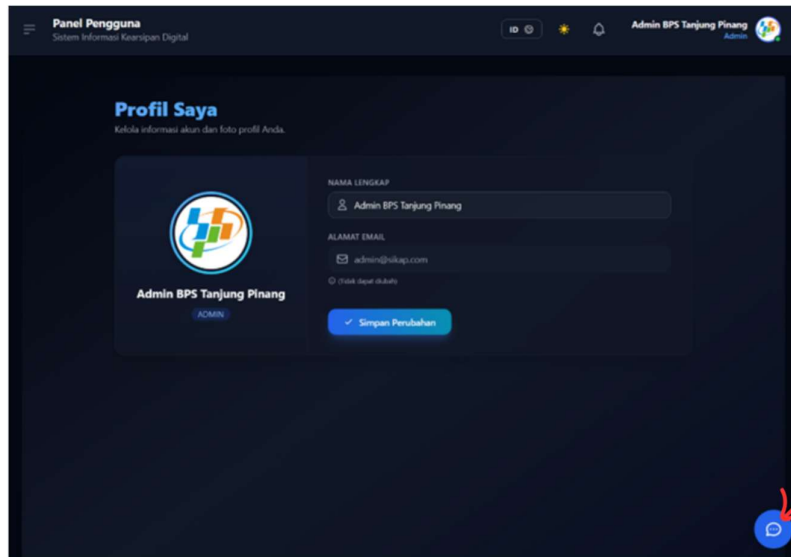 Panel Pengguna
Sistem Informasi Kearsipan Digital
ID
Admin BPS Tanjung Pinang
Admin
Profil Saya
Kelola informasi akun dan foto profil Anda.
NAMA LENGKAP
Admin BPS Tanjung Pinang
ALAMAT EMAIL
admin@sikap.com
(Tidak dapat diubah)
Admin BPS Tanjung Pinang
ADMIN
Simpan Perubahan